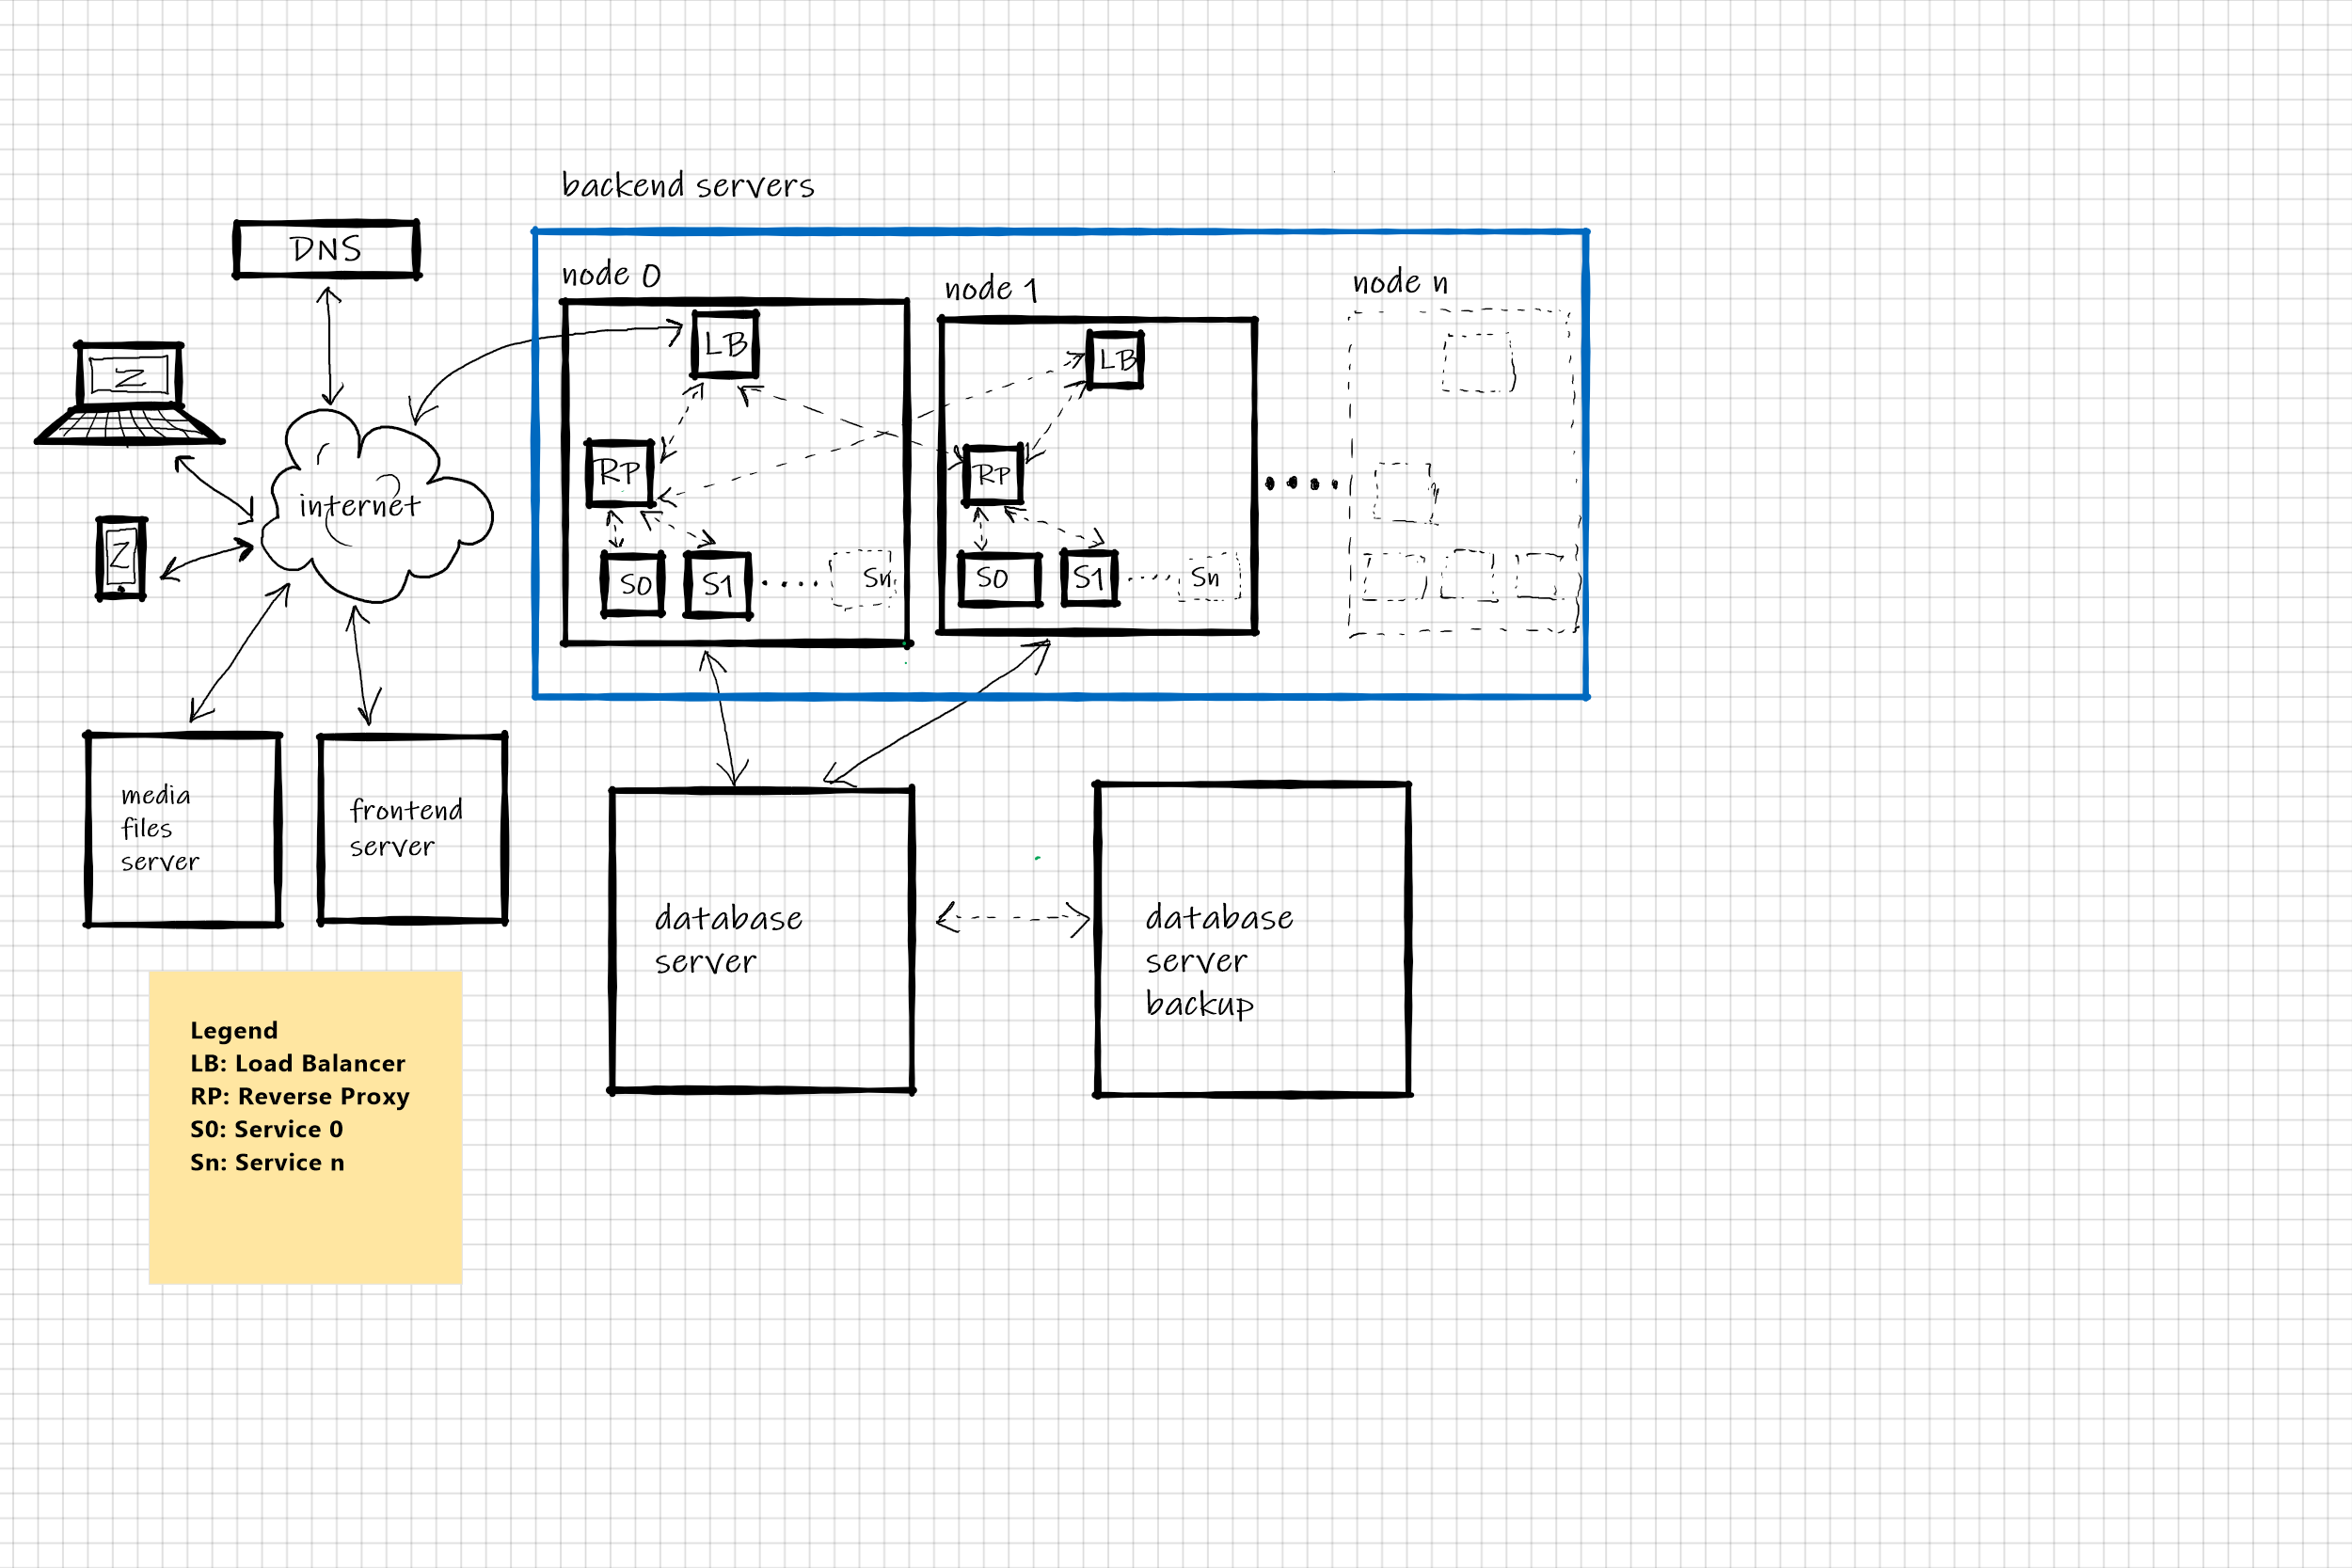 backend servers
DNS
node 0
node 1
node n
LB
LB
Z
RP
RP
internet
Z
S0
S1
Sn
S0
S1
Sn
media
files
server
frontend
server
database
server
database
server
backup
Legend
LB: Load Balancer
RP: Reverse Proxy
S0: Service 0
Sn: Service n